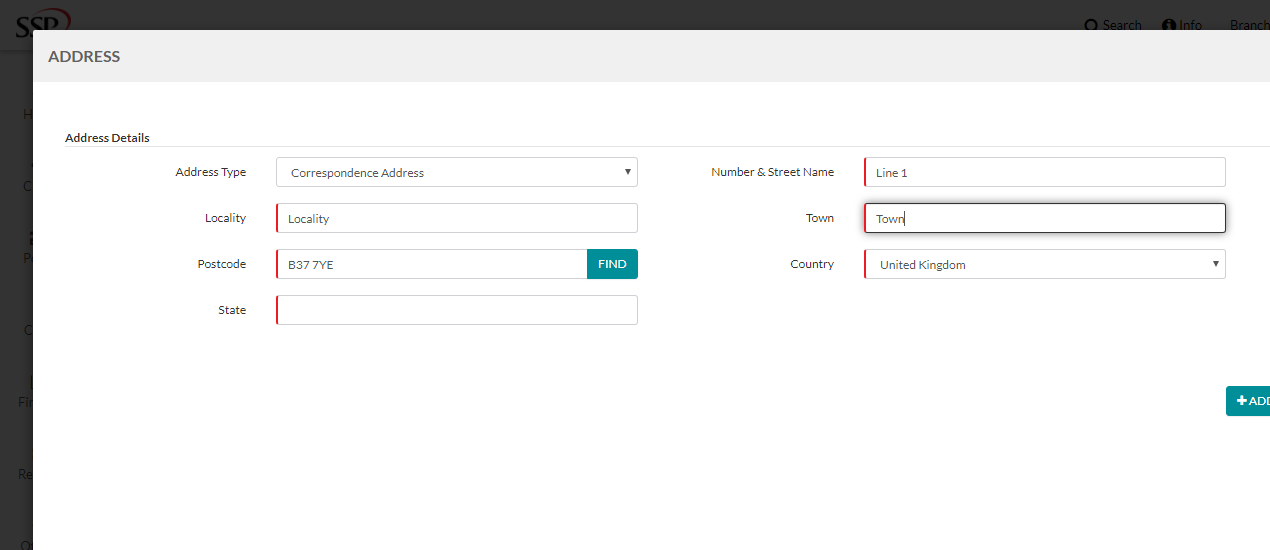 SSP
Search Info Branch
ADDRESS
Address Details
Address Type Correspondence Address Number & Street Name Line 1
Locality Locality Town Town
Postcode B37 7YE FIND Country United Kingdom
State
ADD